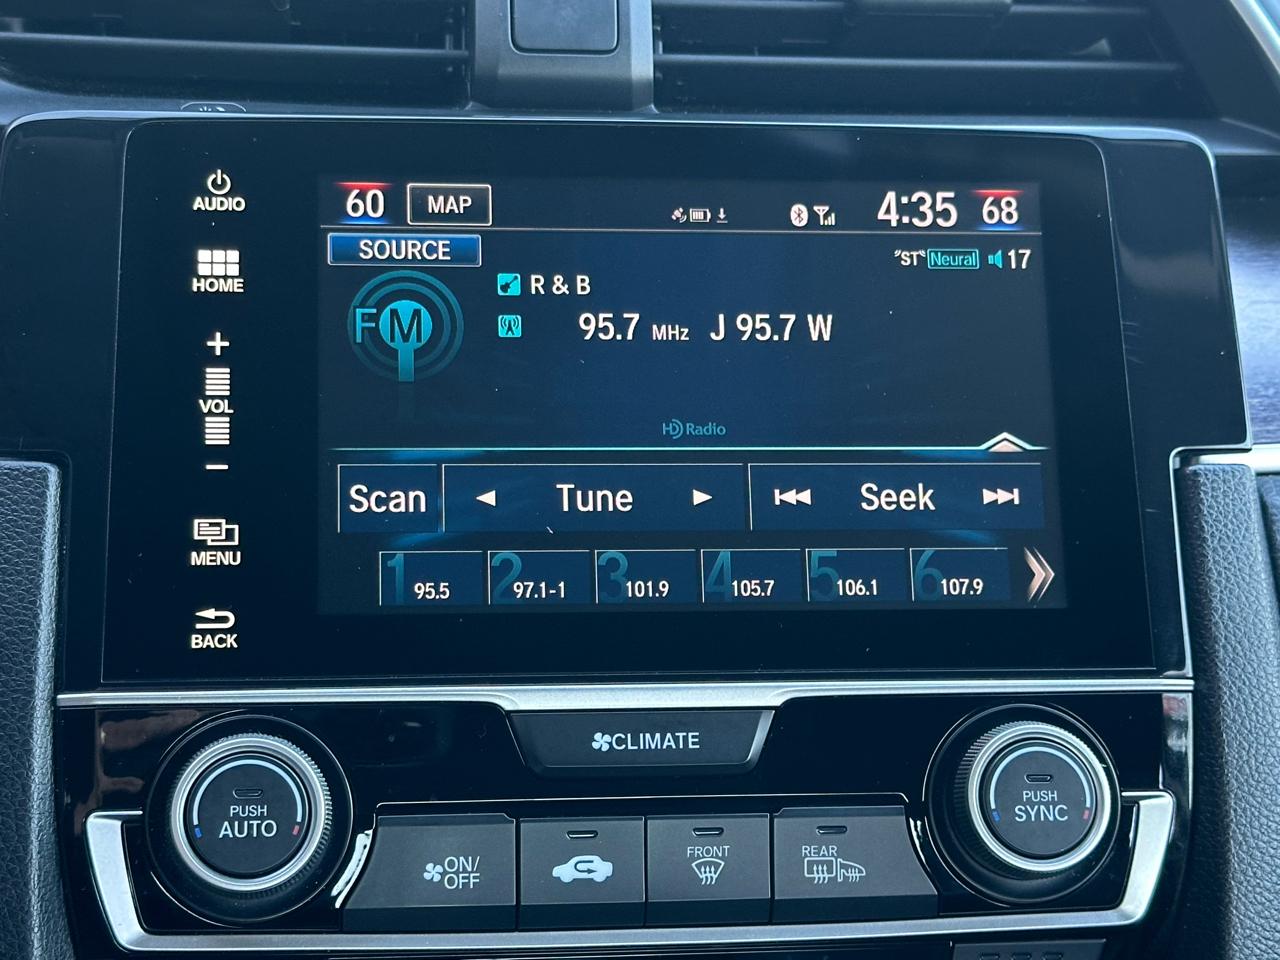 AUDIO
HOME
+
VOL
−
MENU
BACK
60 MAP 4:35 68
SOURCE "ST" Neural 17
R & B
FM 95.7 MHz J 95.7 W
HD Radio
Scan Tune Seek
1 95.5 2 97.1-1 3 101.9 4 105.7 5 106.1 6 107.9
CLIMATE
PUSH
AUTO
PUSH
SYNC
ON/
OFF
FRONT
REAR